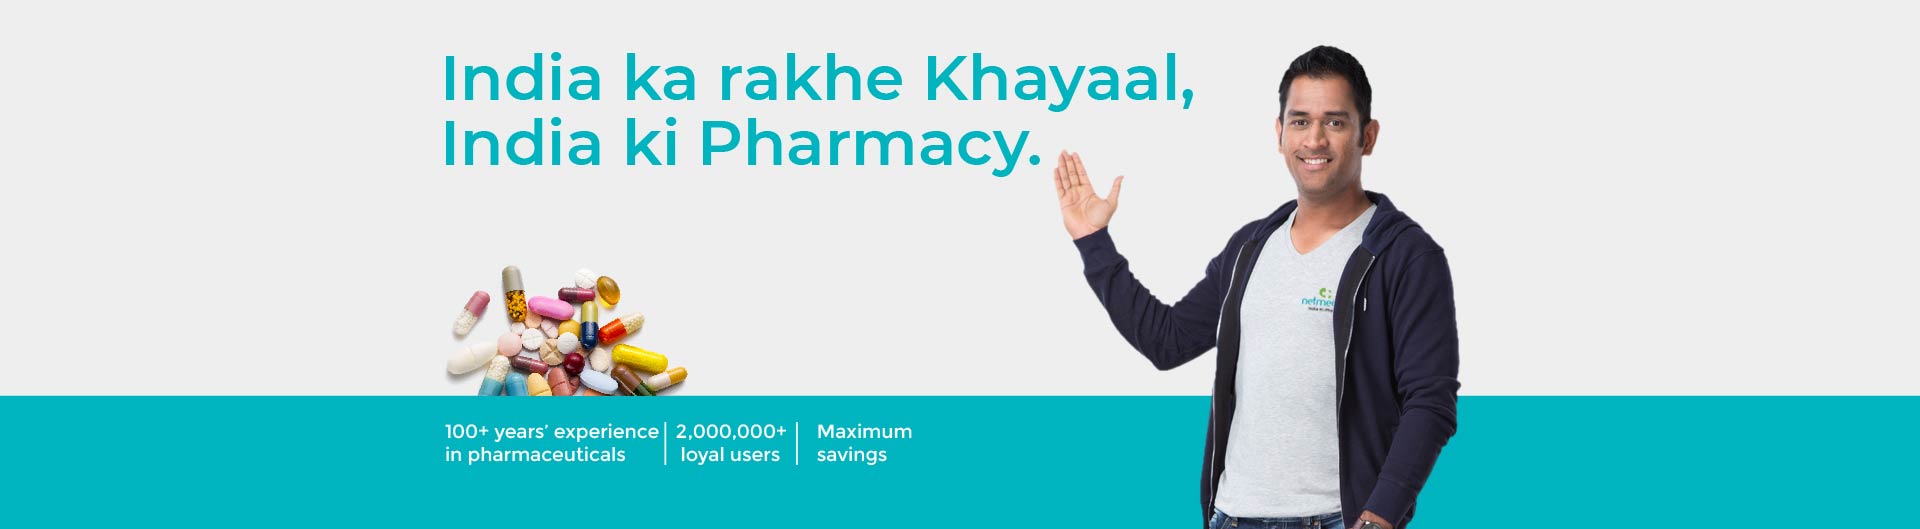 India ka rakhe Khayaal,
India ki Pharmacy.
100+ years’ experience
in pharmaceuticals
2,000,000+
loyal users
Maximum
savings